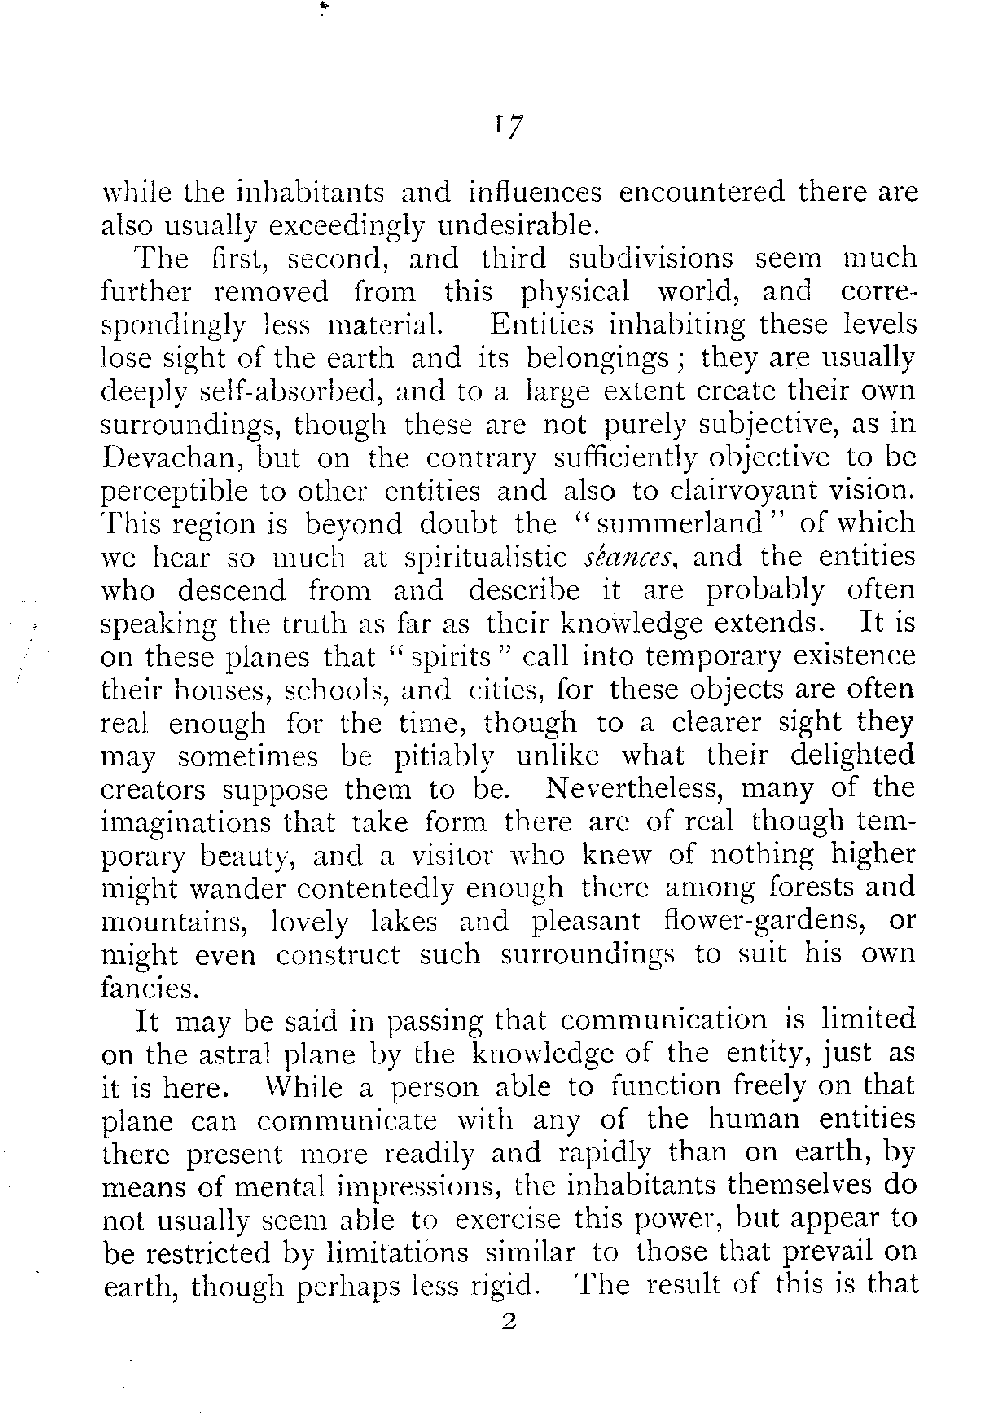 17
while the inhabitants and influences encountered there are
also usually exceedingly undesirable.
The first, second, and third subdivisions seem much
further removed from this physical world, and corre-
spondingly less material. Entities inhabiting these levels
lose sight of the earth and its belongings ; they are usually
deeply self-absorbed, and to a large extent create their own
surroundings, though these are not purely subjective, as in
Devachan, but on the contrary sufficiently objective to be
perceptible to other entities and also to clairvoyant vision.
This region is beyond doubt the “ summerland ” of which
we hear so much at spiritualistic séances, and the entities
who descend from and describe it are probably often
speaking the truth as far as their knowledge extends. It is
on these planes that “ spirits ” call into temporary existence
their houses, schools, and cities, for these objects are often
real enough for the time, though to a clearer sight they
may sometimes be pitiably unlike what their delighted
creators suppose them to be. Nevertheless, many of the
imaginations that take form there are of real though tem-
porary beauty, and a visitor who knew of nothing higher
might wander contentedly enough there among forests and
mountains, lovely lakes and pleasant flower-gardens, or
might even construct such surroundings to suit his own
fancies.
It may be said in passing that communication is limited
on the astral plane by the knowledge of the entity, just as
it is here. While a person able to function freely on that
plane can communicate with any of the human entities
there present more readily and rapidly than on earth, by
means of mental impressions, the inhabitants themselves do
not usually seem able to exercise this power, but appear to
be restricted by limitations similar to those that prevail on
earth, though perhaps less rigid. The result of this is that
2